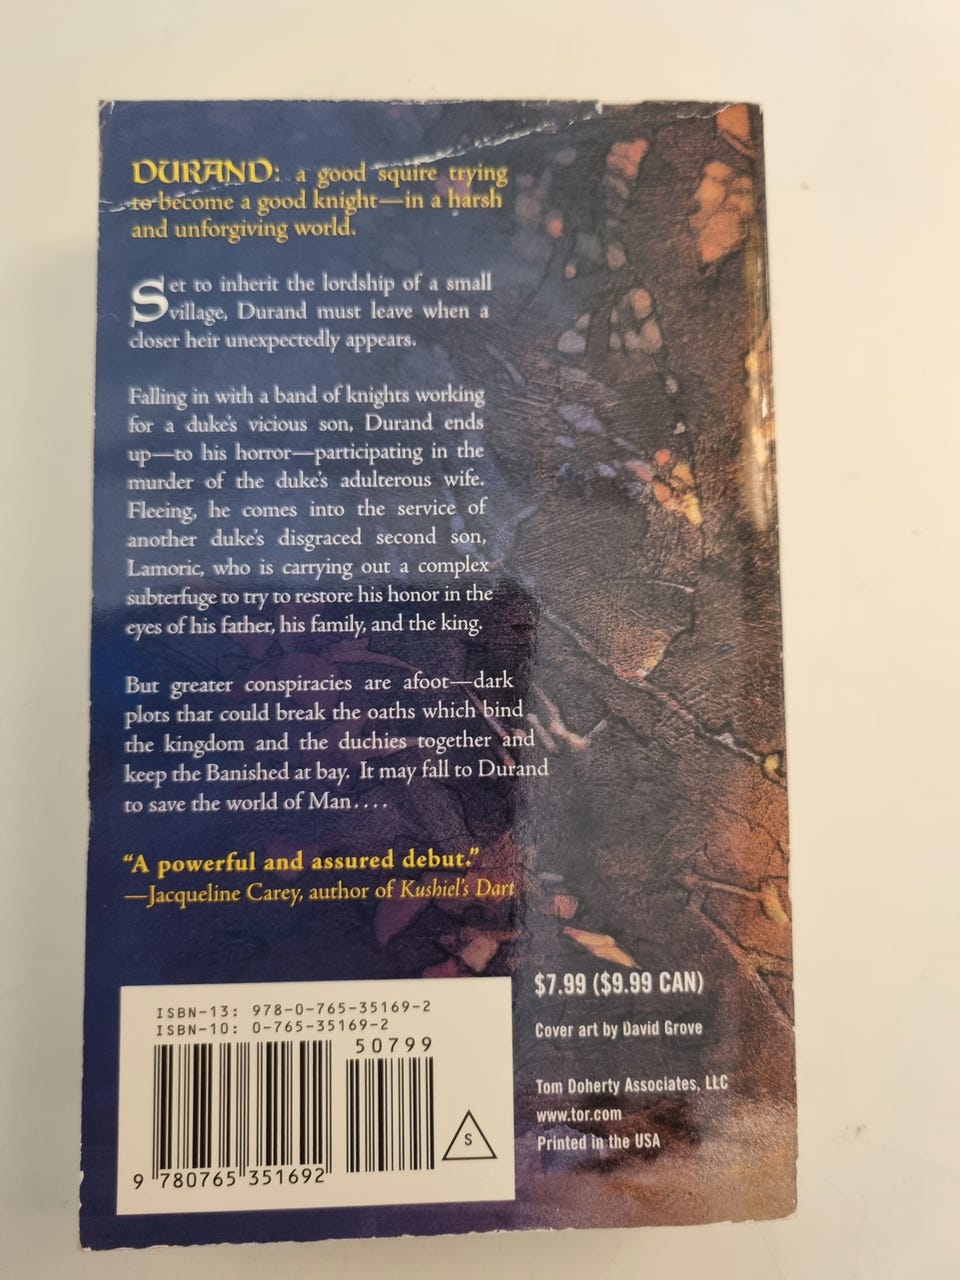 DURAND: a good squire trying
to become a good knight—in a harsh
and unforgiving world.
Set to inherit the lordship of a small
village, Durand must leave when a
closer heir unexpectedly appears.
Falling in with a band of knights working
for a duke's vicious son, Durand ends
up—to his horror—participating in the
murder of the duke's adulterous wife.
Fleeing, he comes into the service of
another duke's disgraced second son,
Lamoric, who is carrying out a complex
subterfuge to try to restore his honor in the
eyes of his father, his family, and the king.
But greater conspiracies are afoot—dark
plots that could break the oaths which bind
the kingdom and the duchies together and
keep the Banished at bay. It may fall to Durand
to save the world of Man....
“A powerful and assured debut.”
—Jacqueline Carey, author of Kushiel's Dart
$7.99 ($9.99 CAN)
Cover art by David Grove
Tom Doherty Associates, LLC
www.tor.com
Printed in the USA
ISBN-13: 978-0-765-35169-2
ISBN-10: 0-765-35169-2
50799
S
9 780765 351692